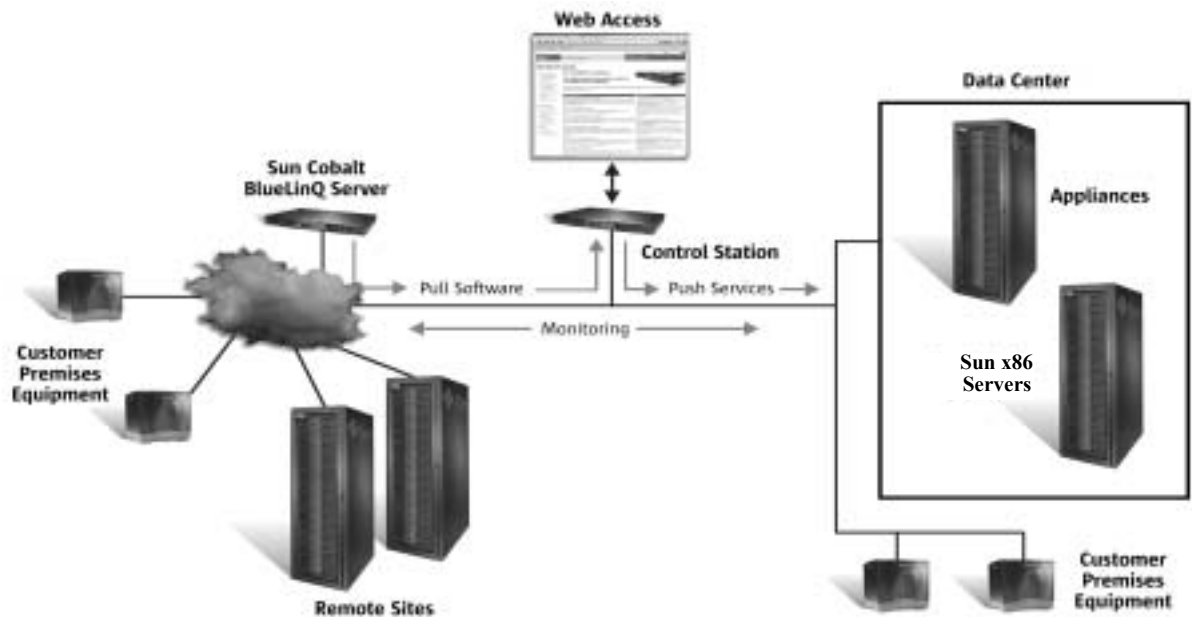 Web Access
Data Center
Sun Cobalt
BlueLinQ Server
Appliances
Control Station
Pull Software
Push Services
Monitoring
Customer
Premises
Equipment
Sun x86
Servers
Remote Sites
Customer
Premises
Equipment